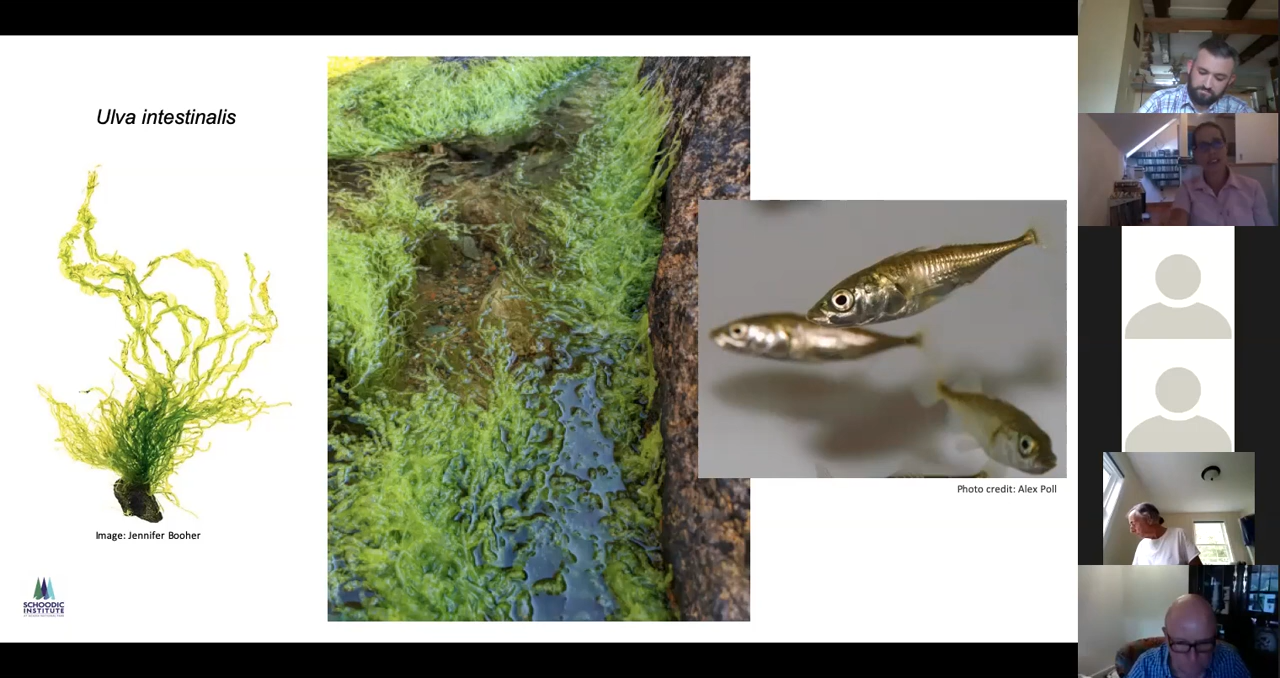 Ulva intestinalis
Photo credit: Alex Poll
Image: Jennifer Booher
SCHOODIC
INSTITUTE